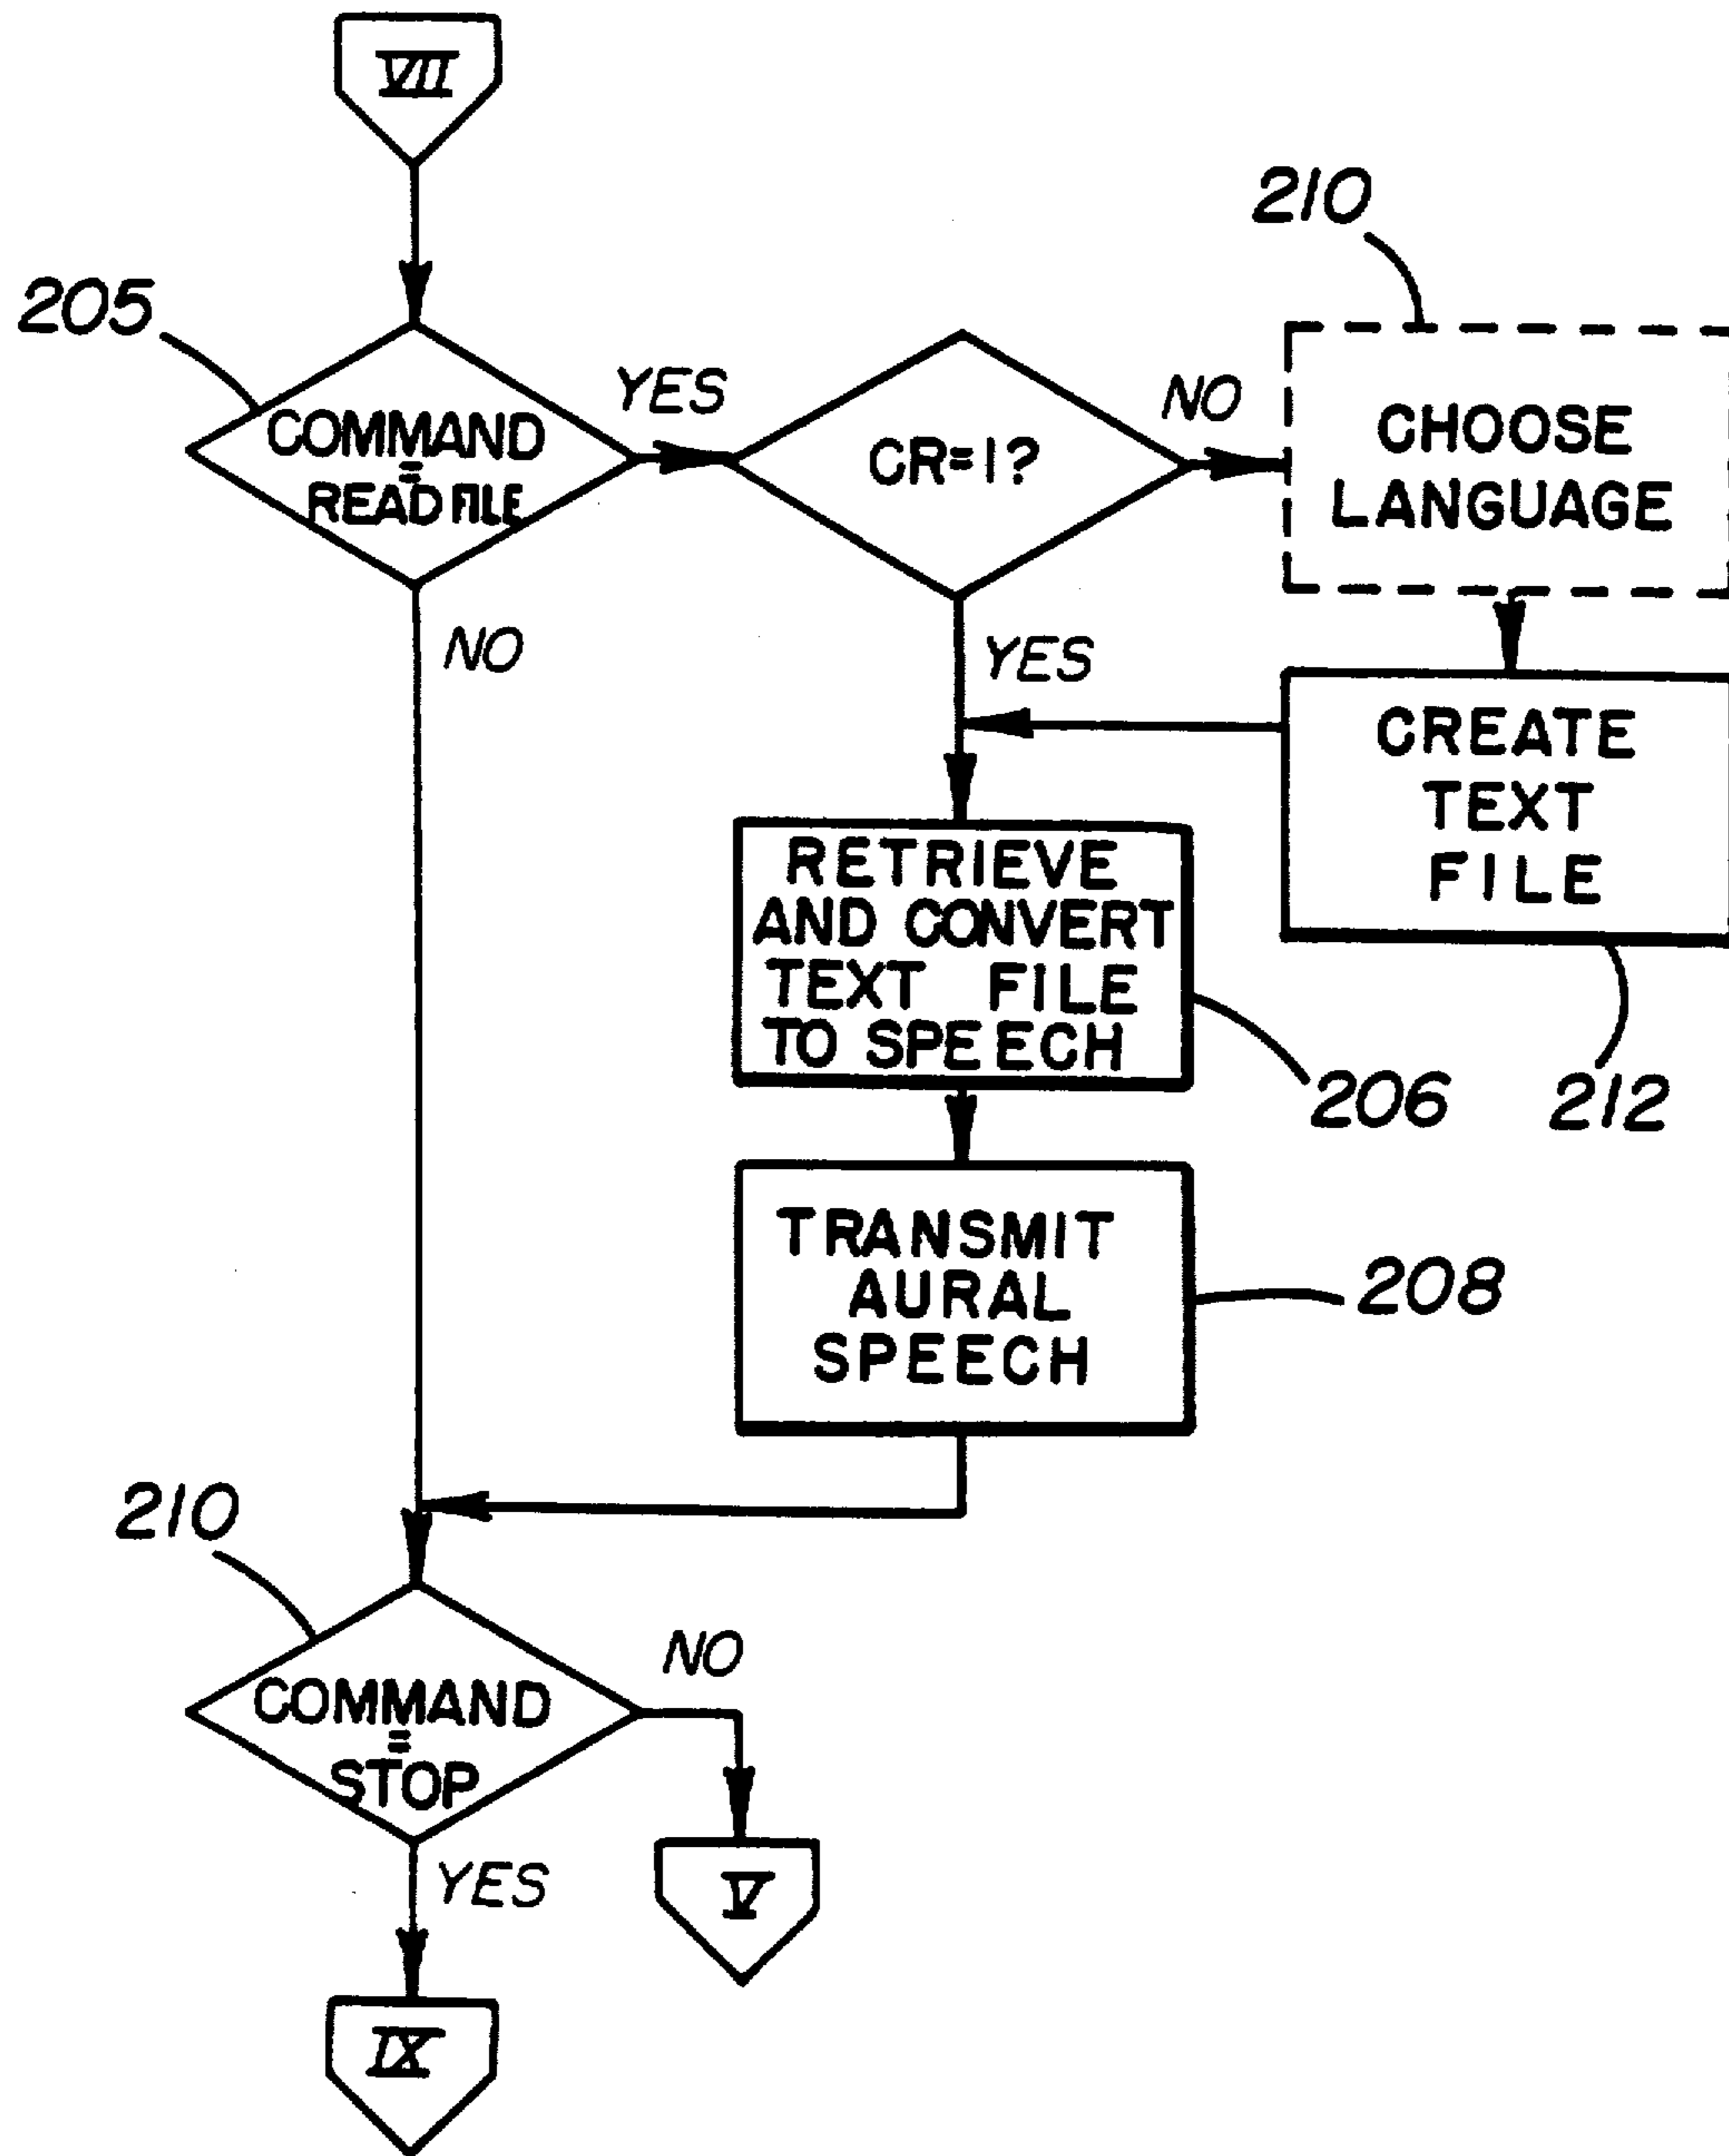 VII
210
205
COMMAND
=
READ FILE
YES
CR=1?
NO
CHOOSE
LANGUAGE
NO
YES
CREATE
TEXT
FILE
RETRIEVE
AND CONVERT
TEXT FILE
TO SPEECH
206
212
TRANSMIT
AURAL
SPEECH
208
210
COMMAND
=
STOP
NO
YES
V
IX